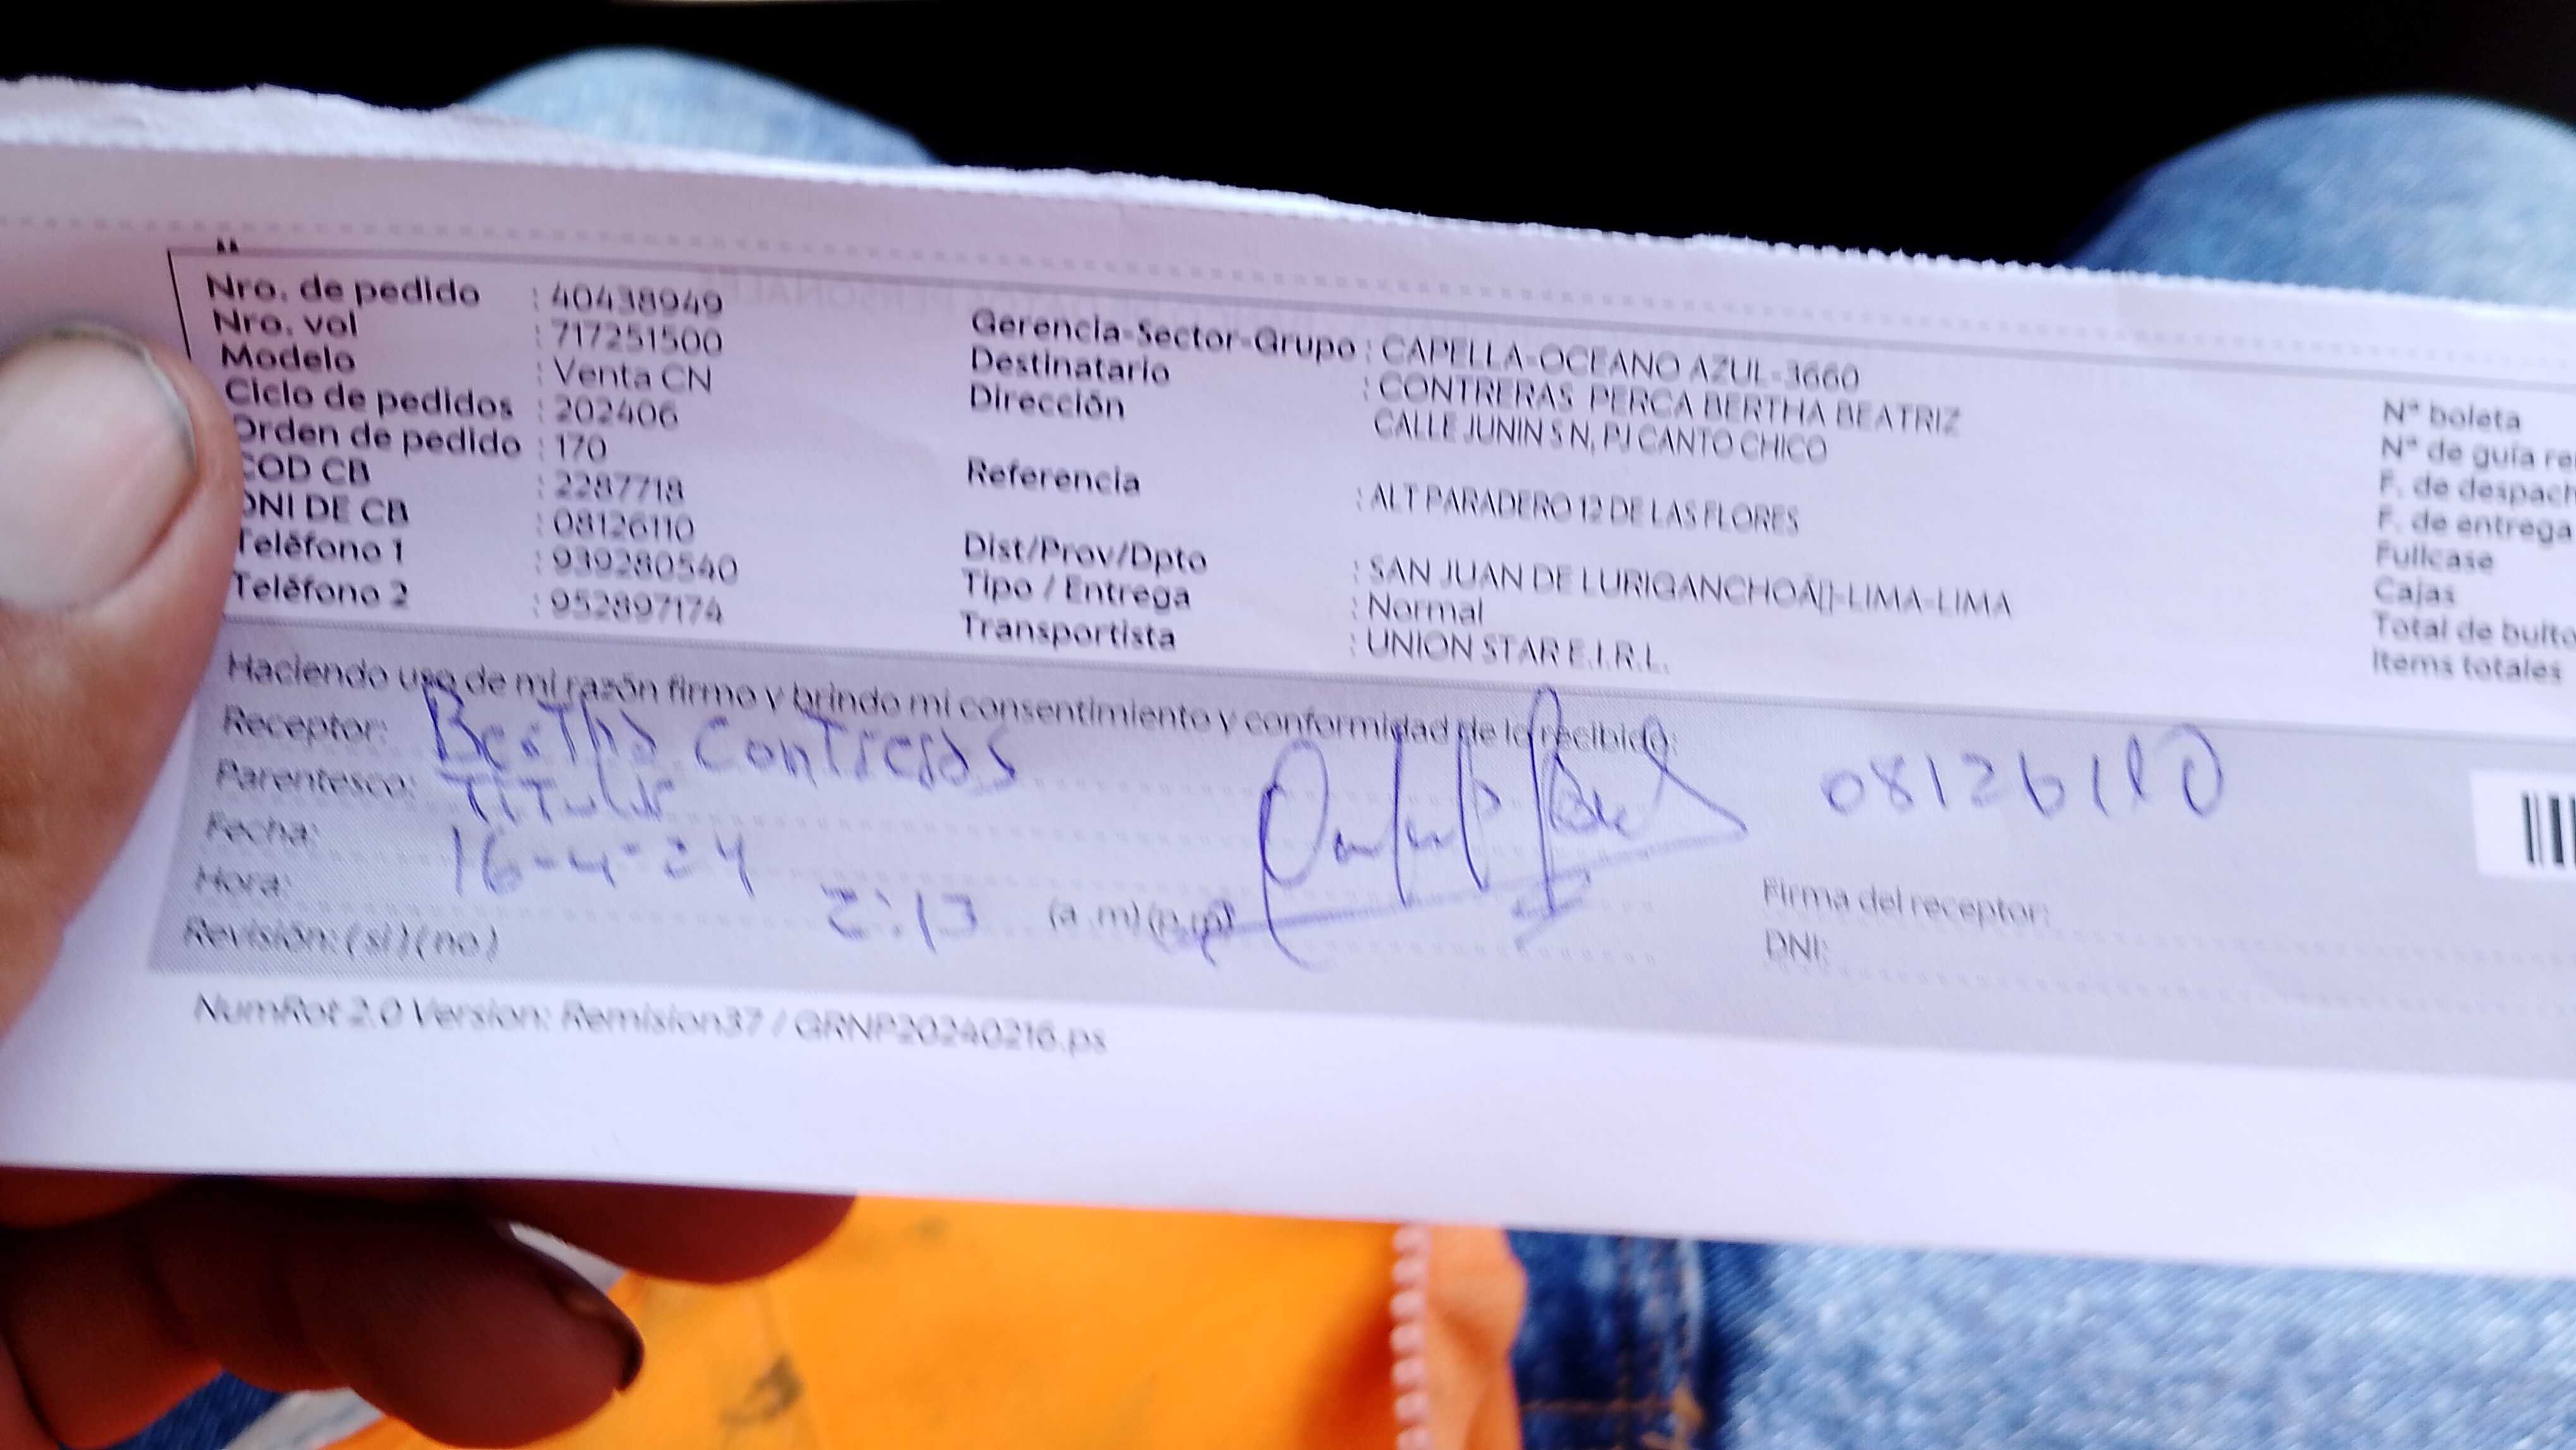 Nro. de pedido : 40438949
Nro. vol : 717251500
Modelo : Venta CN
Ciclo de pedidos : 202406
Orden de pedido : 170
COD CB : 2287718
DNI DE CB : 08126110
Teléfono 1 : 939280540
Teléfono 2 : 952897174
Gerencia-Sector-Grupo : CAPELLA-OCEANO AZUL-3660
Destinatario : CONTRERAS PERCA BERTHA BEATRIZ
Dirección CALLE JUNIN S N, PJ CANTO CHICO
Referencia : ALT PARADERO 12 DE LAS FLORES
Dist/Prov/Dpto : SAN JUAN DE LURIGANCHOÃ[]-LIMA-LIMA
Tipo / Entrega : Normal
Transportista : UNION STAR E.I.R.L.
N° boleta
N° de guía re
F. de despach
F. de entrega
Fullcase
Cajas
Total de bulto
Items totales
Haciendo uso de mi razón firmo y brindo mi consentimiento y conformidad de lo recibido:
Receptor: Bertha Contreras
Parentesco: Titular
Fecha: 16-4-24
Hora: 2:13 (a.m)(p.m)
Revisión: (si)(no)
08126110
Firma del receptor:
DNI:
NumRot 2.0 Version: Remision37 / GRNP20240216.ps